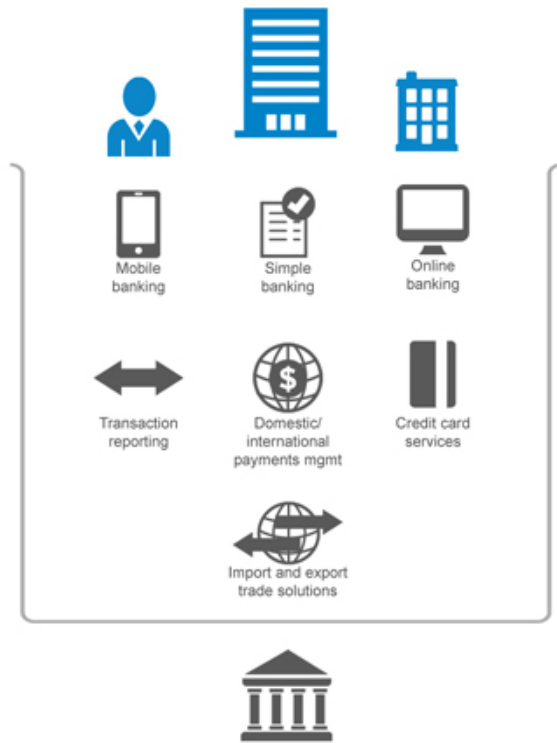 Mobile
banking
Simple
banking
Online
banking
Transaction
reporting
Domestic/
international
payments mgmt
Credit card
services
Import and export
trade solutions